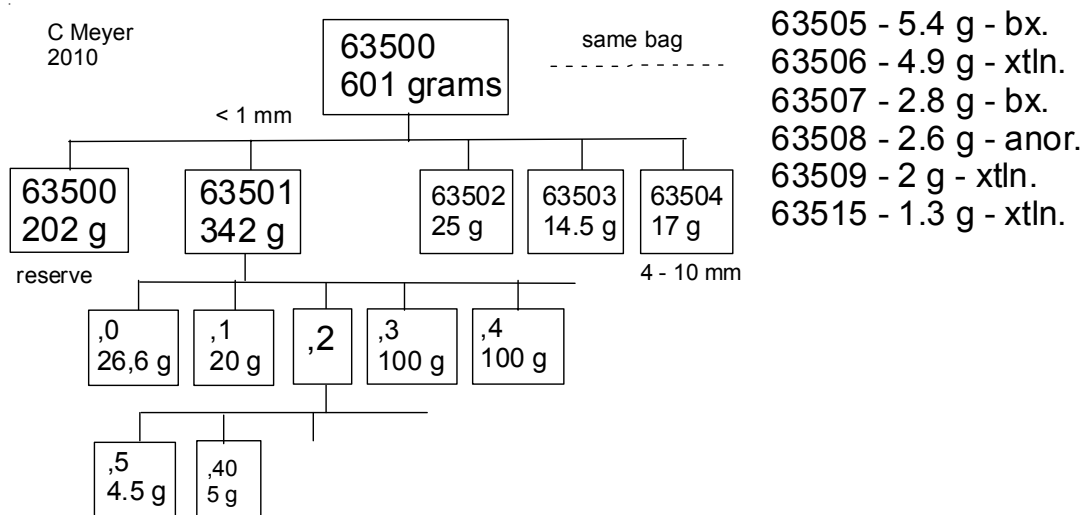 C Meyer
2010
63500
601 grams
same bag
63505 - 5.4 g - bx.
63506 - 4.9 g - xtln.
63507 - 2.8 g - bx.
63508 - 2.6 g - anor.
63509 - 2 g - xtln.
63515 - 1.3 g - xtln.
< 1 mm
63500
202 g
63501
342 g
63502
25 g
63503
14.5 g
63504
17 g
reserve
4 - 10 mm
,0
26,6 g
,1
20 g
,2
,3
100 g
,4
100 g
,5
4.5 g
,40
5 g